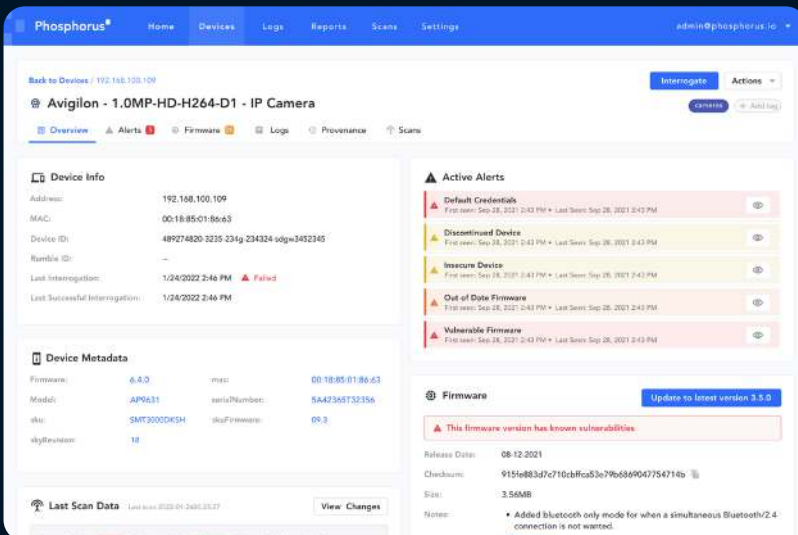 Phosphorus
Home Devices Logs Reports Scans Settings
admin@phosphorus.io
Back to Devices / 192.168.100.109
Avigilon - 1.0MP-HD-H264-D1 - IP Camera
Interrogate Actions
cameras + Add tag
Overview Alerts Firmware Logs Provenance Scans
Device Info
Address: 192.168.100.109
MAC: 00:18:85:01:86:63
Device ID: 489274820-3235-234g-234324-sdgw3452345
Rumble ID: --
Last Interrogation: 1/24/2022 2:46 PM Failed
Last Successful Interrogation: 1/24/2022 2:46 PM
Device Metadata
Firmware: 6.4.0 mac: 00:18:85:01:86:63
Model: AP9631 serialNumber: 5A42365T32356
sku: SMT3000DKSH skuFirmware: 09.3
skyRevision: 18
Last Scan Data
View Changes
Active Alerts
Default Credentials
First seen: Sep 28, 2021 2:43 PM • Last Seen: Sep 28, 2021 2:43 PM
Discontinued Device
First seen: Sep 28, 2021 2:43 PM • Last Seen: Sep 28, 2021 2:43 PM
Insecure Device
First seen: Sep 28, 2021 2:43 PM • Last Seen: Sep 28, 2021 2:43 PM
Out of Date Firmware
First seen: Sep 28, 2021 2:43 PM • Last Seen: Sep 28, 2021 2:43 PM
Vulnerable Firmware
First seen: Sep 28, 2021 2:43 PM • Last Seen: Sep 28, 2021 2:43 PM
Firmware
Update to latest version 3.5.0
This firmware version has known vulnerabilities
Release Date: 08-12-2021
Checksum: 915fe883d7c710cbffca53e79b6869047754714b
Size: 3.56MB
Notes: • Added bluetooth only mode for when a simultaneous Bluetooth/2.4
connection is not wanted.